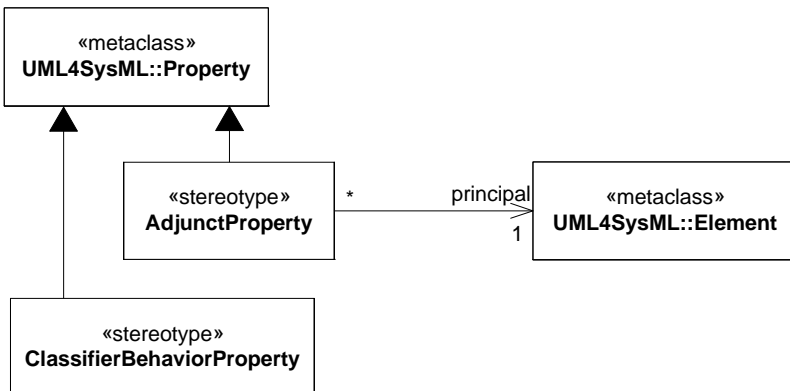 «metaclass»
UML4SysML::Property
«stereotype»
AdjunctProperty
*
principal
1
«metaclass»
UML4SysML::Element
«stereotype»
ClassifierBehaviorProperty